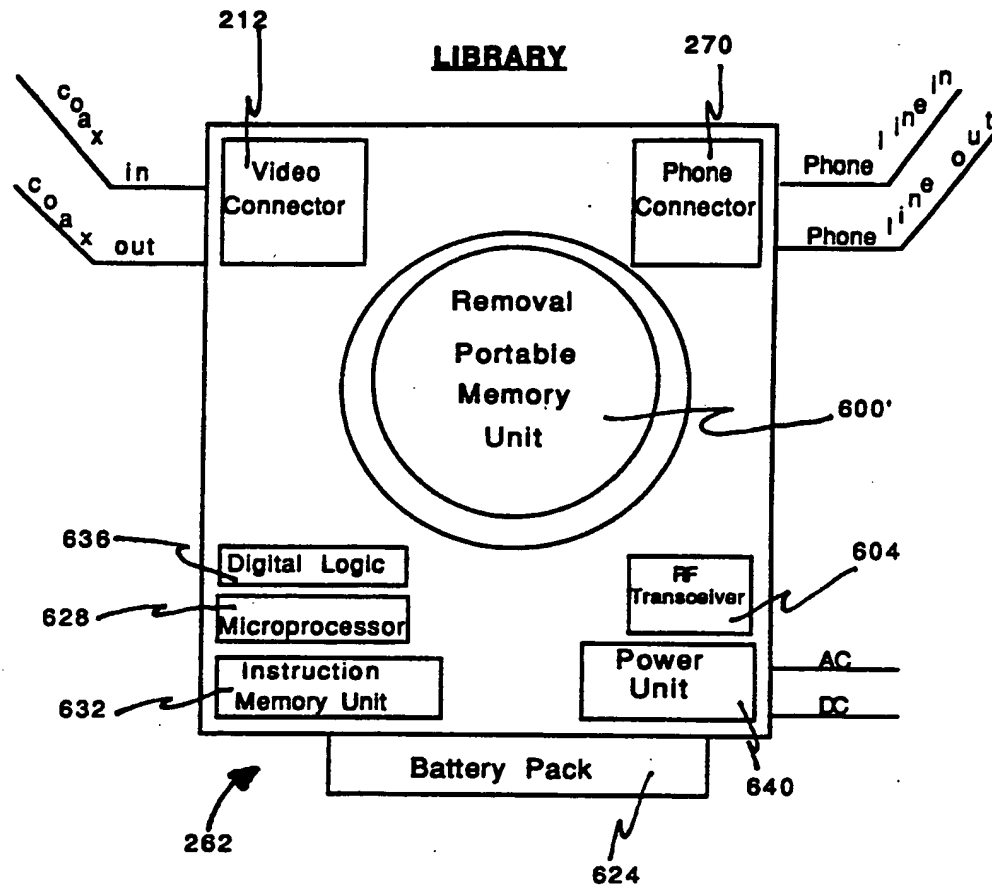 212
LIBRARY
270
coax in
coax out
Video
Connector
Phone
Connector
Phone line in
Phone line out
Removal
Portable
Memory
Unit
600'
636
Digital Logic
628
Microprocessor
632
Instruction
Memory Unit
RF
Transceiver
604
Power
Unit
AC
DC
640
Battery Pack
262
624